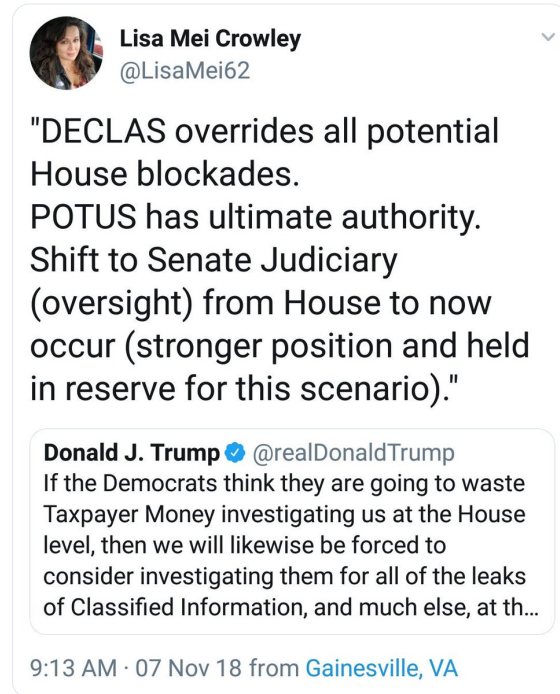 Lisa Mei Crowley
@LisaMei62
"DECLAS overrides all potential
House blockades.
POTUS has ultimate authority.
Shift to Senate Judiciary
(oversight) from House to now
occur (stronger position and held
in reserve for this scenario)."
Donald J. Trump @realDonaldTrump
If the Democrats think they are going to waste
Taxpayer Money investigating us at the House
level, then we will likewise be forced to
consider investigating them for all of the leaks
of Classified Information, and much else, at th...
9:13 AM · 07 Nov 18 from Gainesville, VA